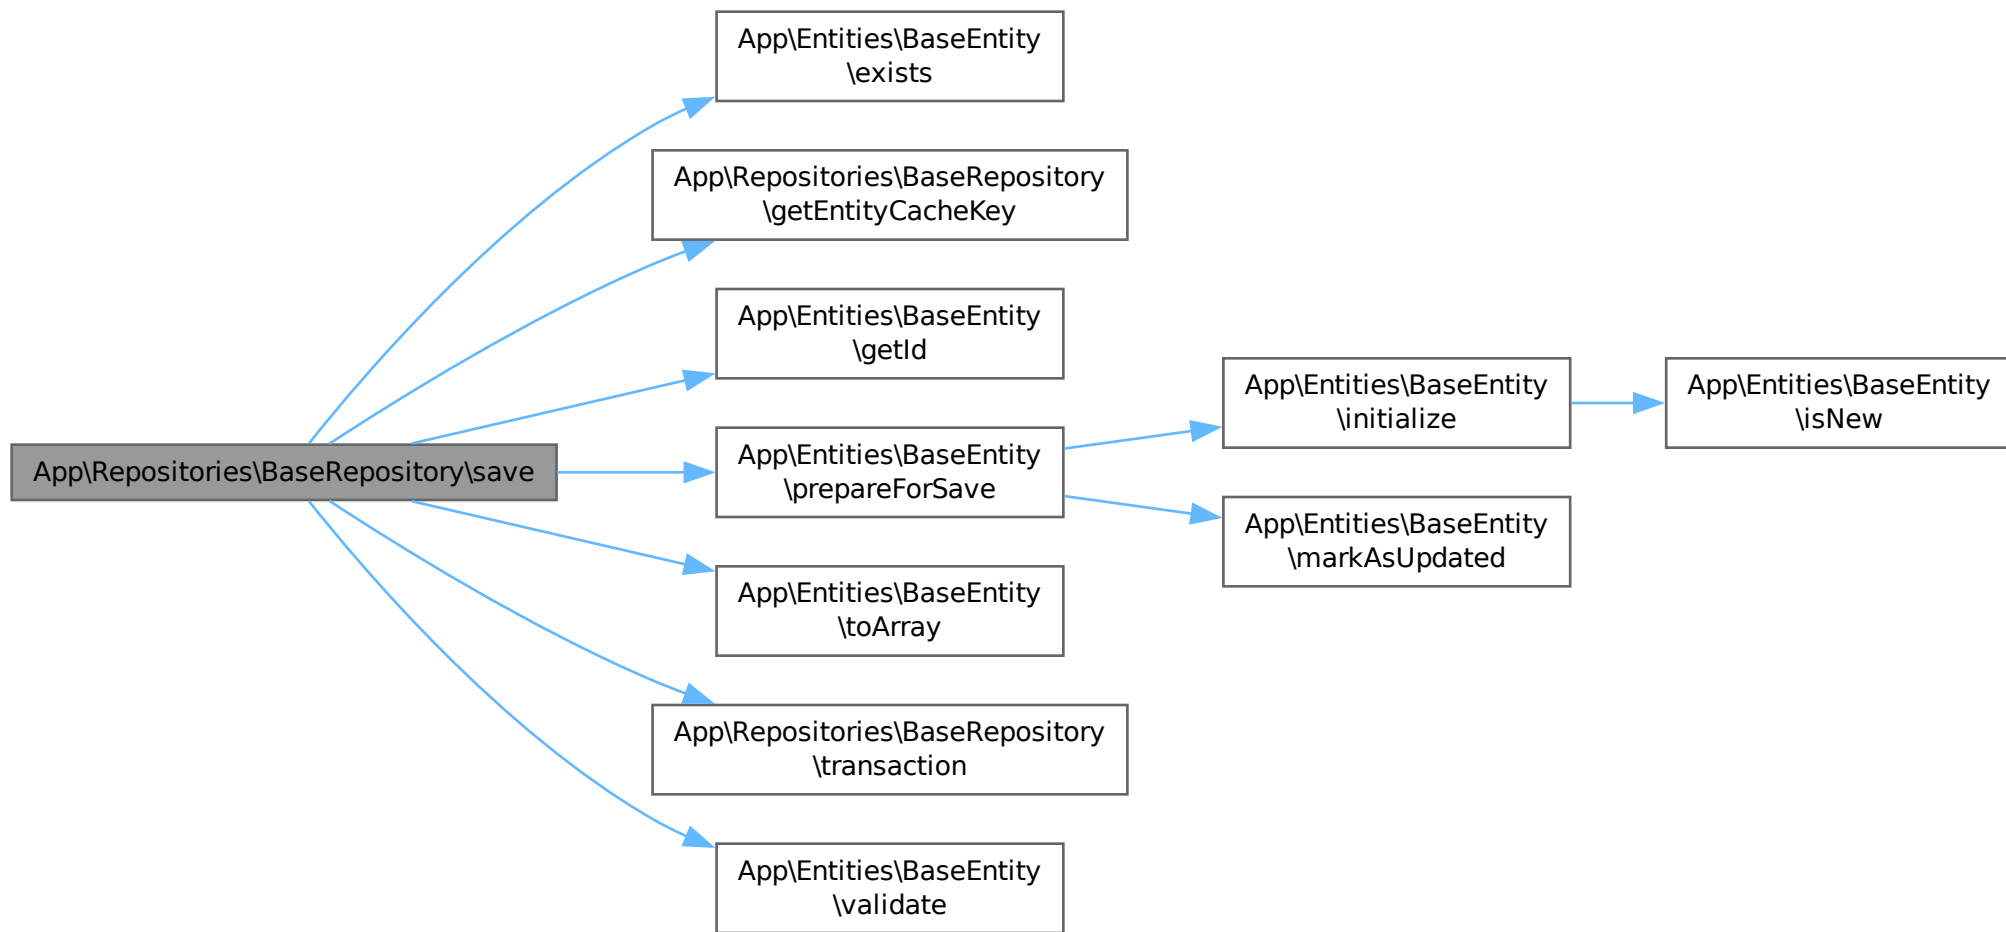 App\Entities\BaseEntity
\exists
App\Repositories\BaseRepository
\getEntityCacheKey
App\Entities\BaseEntity
\getId
App\Repositories\BaseRepository\save
App\Entities\BaseEntity
\prepareForSave
App\Entities\BaseEntity
\initialize
App\Entities\BaseEntity
\isNew
App\Entities\BaseEntity
\markAsUpdated
App\Entities\BaseEntity
\toArray
App\Repositories\BaseRepository
\transaction
App\Entities\BaseEntity
\validate